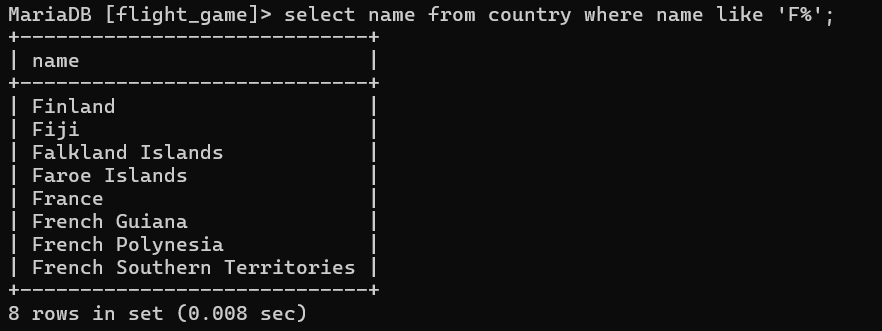 MariaDB [flight_game]> select name from country where name like 'F%';
+-----------------------------+
| name                        |
+-----------------------------+
| Finland                     |
| Fiji                        |
| Falkland Islands            |
| Faroe Islands               |
| France                      |
| French Guiana               |
| French Polynesia            |
| French Southern Territories |
+-----------------------------+
8 rows in set (0.008 sec)